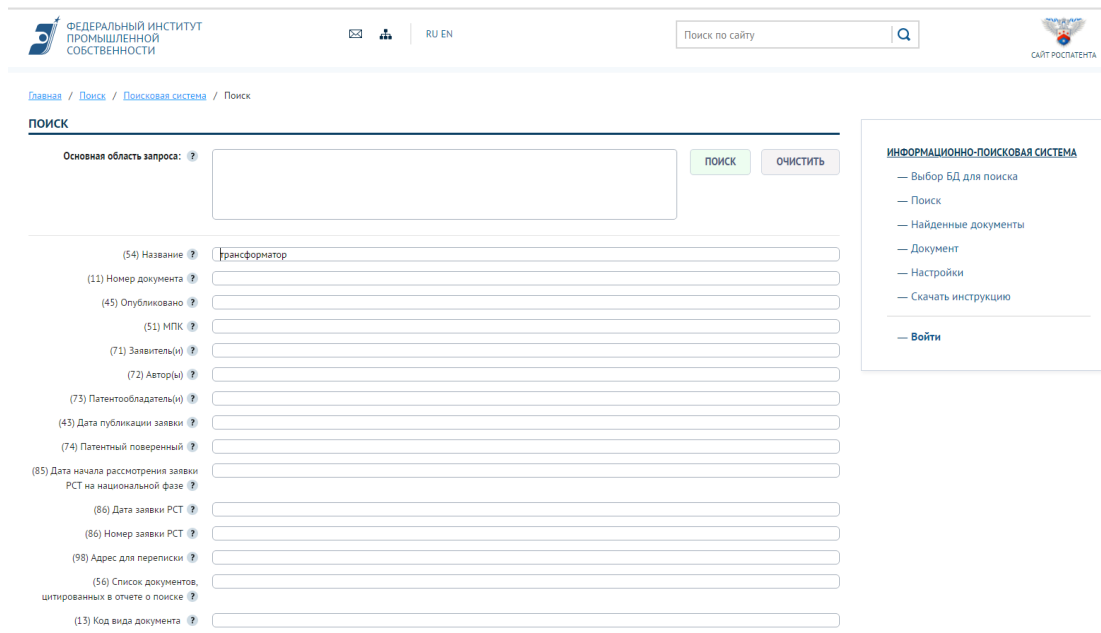 ФЕДЕРАЛЬНЫЙ ИНСТИТУТ
ПРОМЫШЛЕННОЙ
СОБСТВЕННОСТИ
RU EN
Поиск по сайту
САЙТ РОСПАТЕНТА
Главная / Поиск / Поисковая система / Поиск
ПОИСК
Основная область запроса: ?
ПОИСК
ОЧИСТИТЬ
(54) Название ? трансформатор
(11) Номер документа ?
(45) Опубликовано ?
(51) МПК ?
(71) Заявитель(и) ?
(72) Автор(ы) ?
(73) Патентообладатель(и) ?
(43) Дата публикации заявки ?
(74) Патентный поверенный ?
(85) Дата начала рассмотрения заявки
РСТ на национальной фазе ?
(86) Дата заявки РСТ ?
(86) Номер заявки РСТ ?
(98) Адрес для переписки ?
(56) Список документов,
цитированных в отчете о поиске ?
(13) Код вида документа ?
ИНФОРМАЦИОННО-ПОИСКОВАЯ СИСТЕМА
— Выбор БД для поиска
— Поиск
— Найденные документы
— Документ
— Настройки
— Скачать инструкцию
— Войти